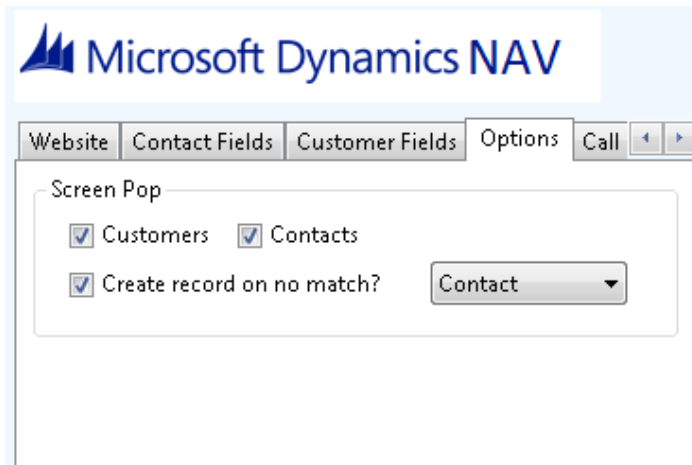 Microsoft Dynamics NAV
Website Contact Fields Customer Fields Options Call
Screen Pop
Customers Contacts
Create record on no match? Contact